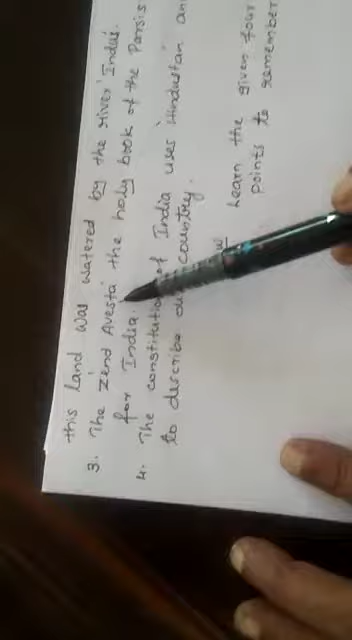 this land was watered by the river 'Indus'.
3. The 'Zend Avesta' the holy book of the Parsis
for India.
4. The constitution of India uses 'Hindustan' an
to describe our country.
Learn the given four
points to remember